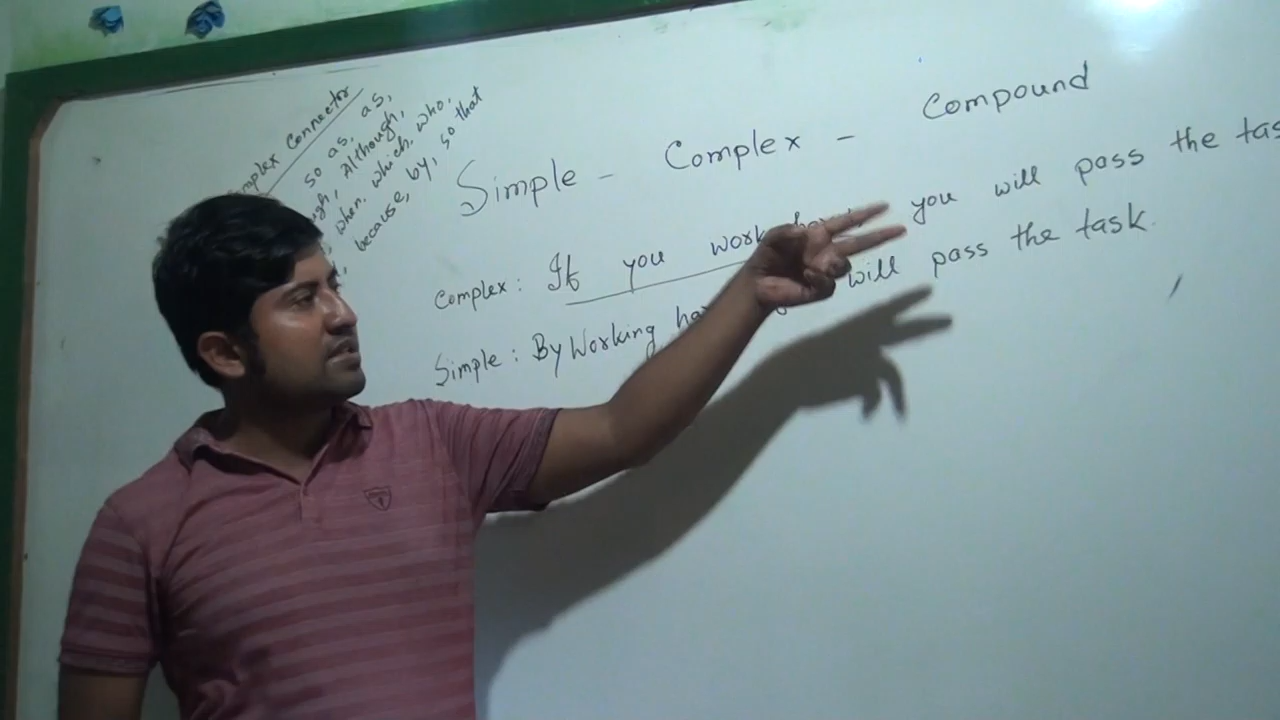 Complex Connector
so as, as,
Although,
when, which, who,
because, by, so that
Simple - Complex - Compound
Complex: If you work hard, you will pass the
Simple: By Working will pass the task.